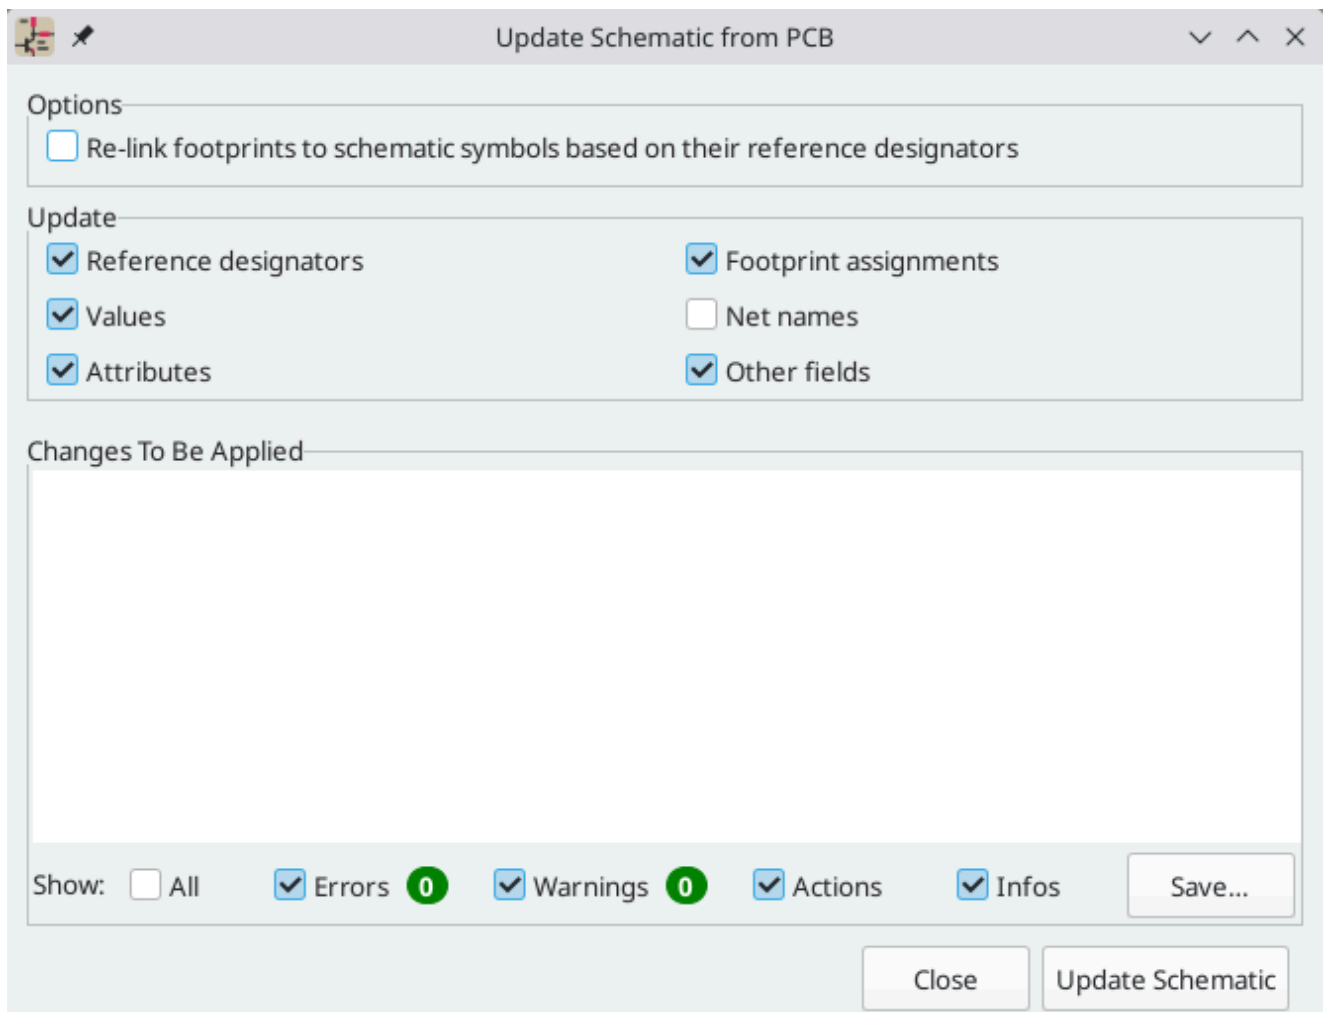 Update Schematic from PCB
Options
Re-link footprints to schematic symbols based on their reference designators
Update
Reference designators
Footprint assignments
Values
Net names
Attributes
Other fields
Changes To Be Applied
Show: All Errors 0 Warnings 0 Actions Infos Save...
Close Update Schematic